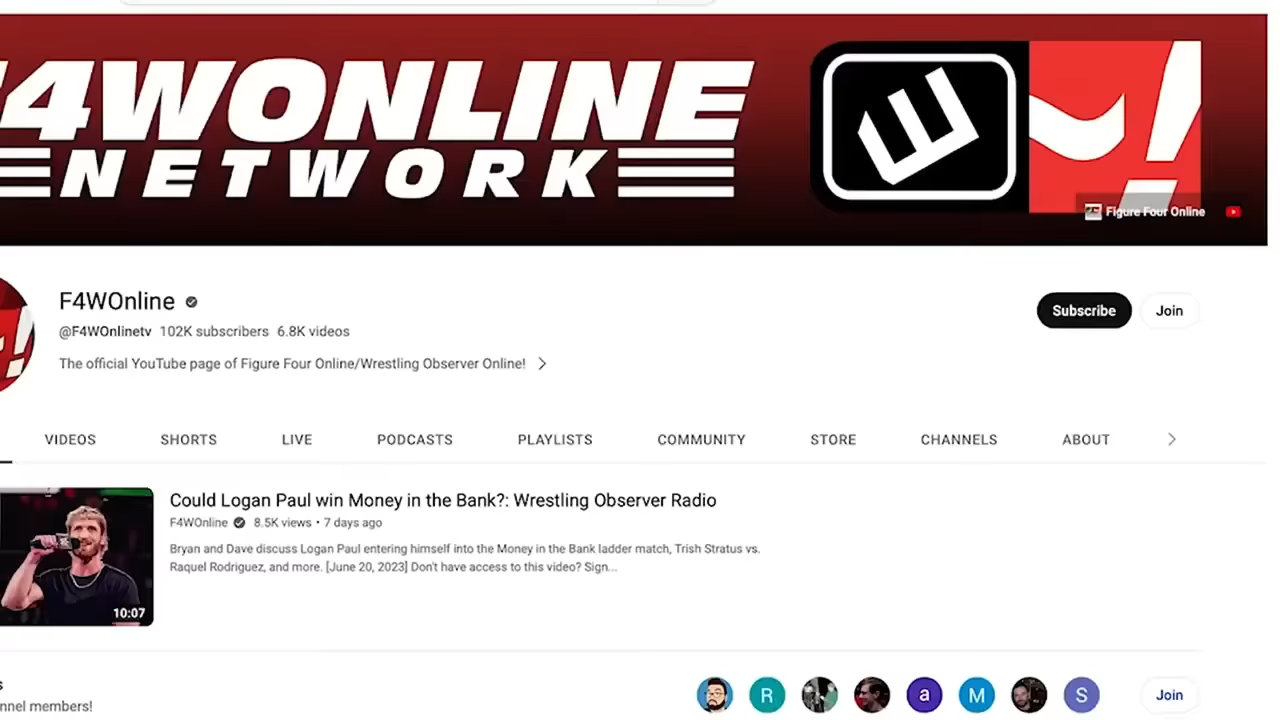 F4WONLINE
NETWORK
Figure Four Online
F4WOnline
@F4WOnlinetv 102K subscribers 6.8K videos
The official YouTube page of Figure Four Online/Wrestling Observer Online!
Subscribe
Join
VIDEOS SHORTS LIVE PODCASTS PLAYLISTS COMMUNITY STORE CHANNELS ABOUT
Could Logan Paul win Money in the Bank?: Wrestling Observer Radio
F4WOnline 8.5K views • 7 days ago
Bryan and Dave discuss Logan Paul entering himself into the Money in the Bank ladder match, Trish Stratus vs.
Raquel Rodriguez, and more. [June 20, 2023] Don't have access to this video? Sign...
10:07
R a M S
Join
nnel members!